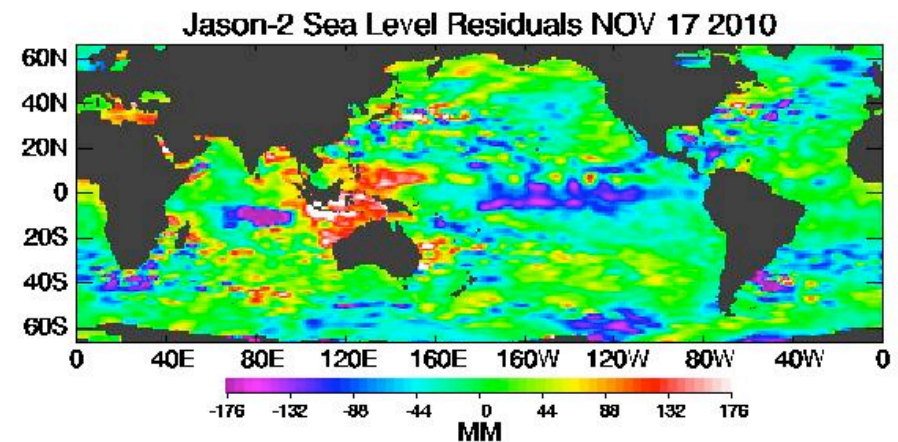 Jason-2 Sea Level Residuals NOV 17 2010
60N
40N
20N
0
20S
40S
60S
0 40E 80E 120E 160E 160W 120W 80W 40W 0
-176 -132 -88 -44 0 44 88 132 176
MM